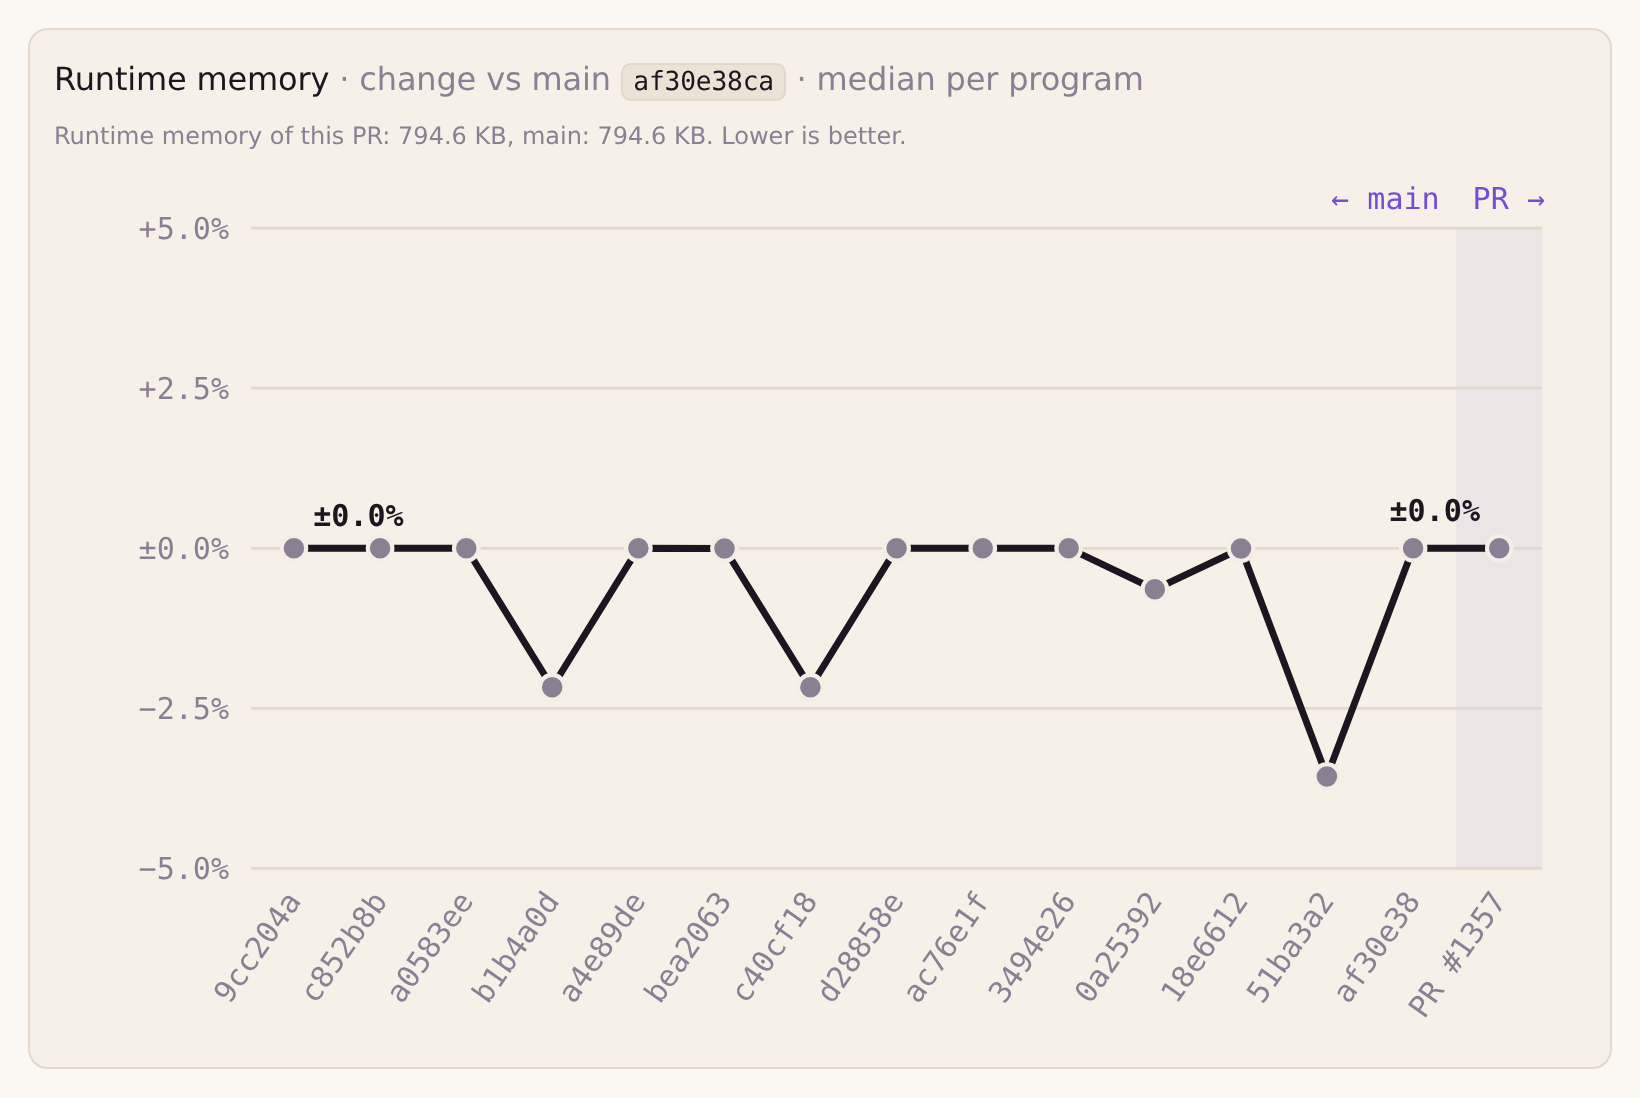 Runtime memory · change vs main af30e38ca · median per program
Runtime memory of this PR: 794.6 KB, main: 794.6 KB. Lower is better.
← main PR →
+5.0%
+2.5%
±0.0%
−2.5%
−5.0%
±0.0%
±0.0%
9cc204a
c852b8b
a0583ee
b1b4a0d
a4e89de
bea2063
c40cf18
d28858e
ac76e1f
3494e26
0a25392
18e6612
51ba3a2
af30e38
PR #1357